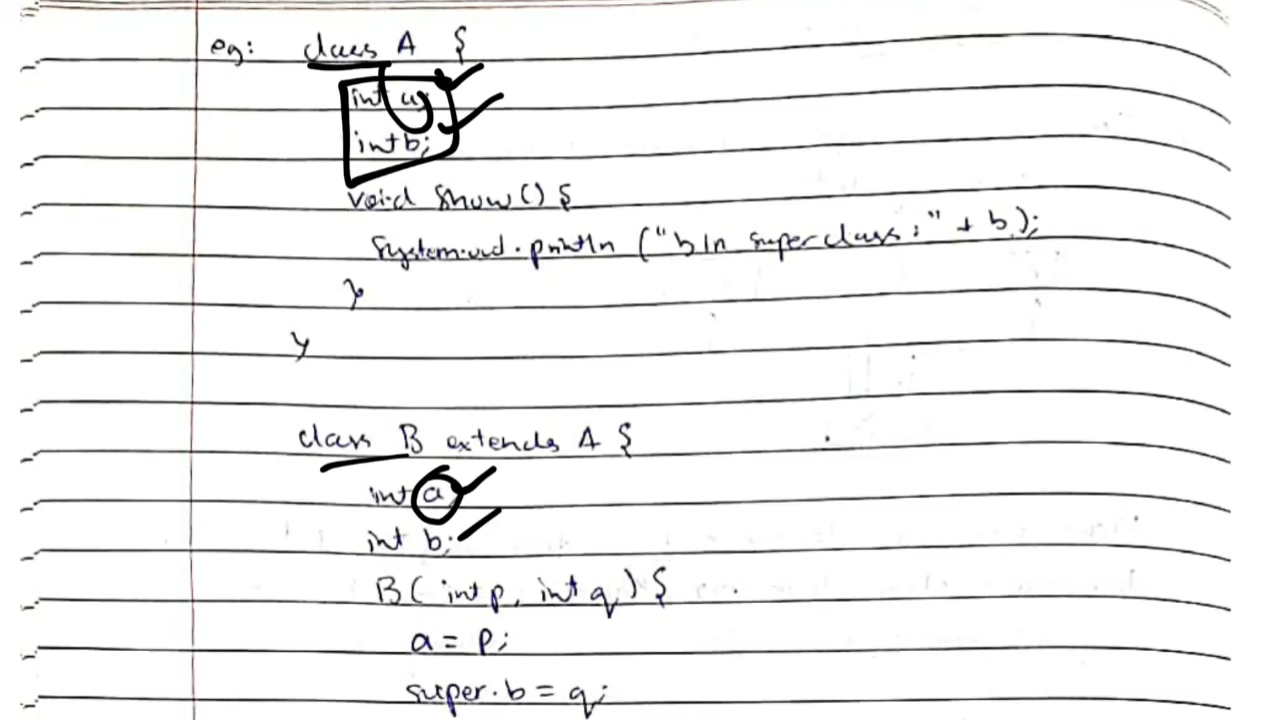 eg: class A {
int a;
int b;
void show() {
System.out.println ("b in superclass:" + b);
}
}
class B extends A {
int a;
int b;
B( int p, int q) {
a = p;
super.b = q;